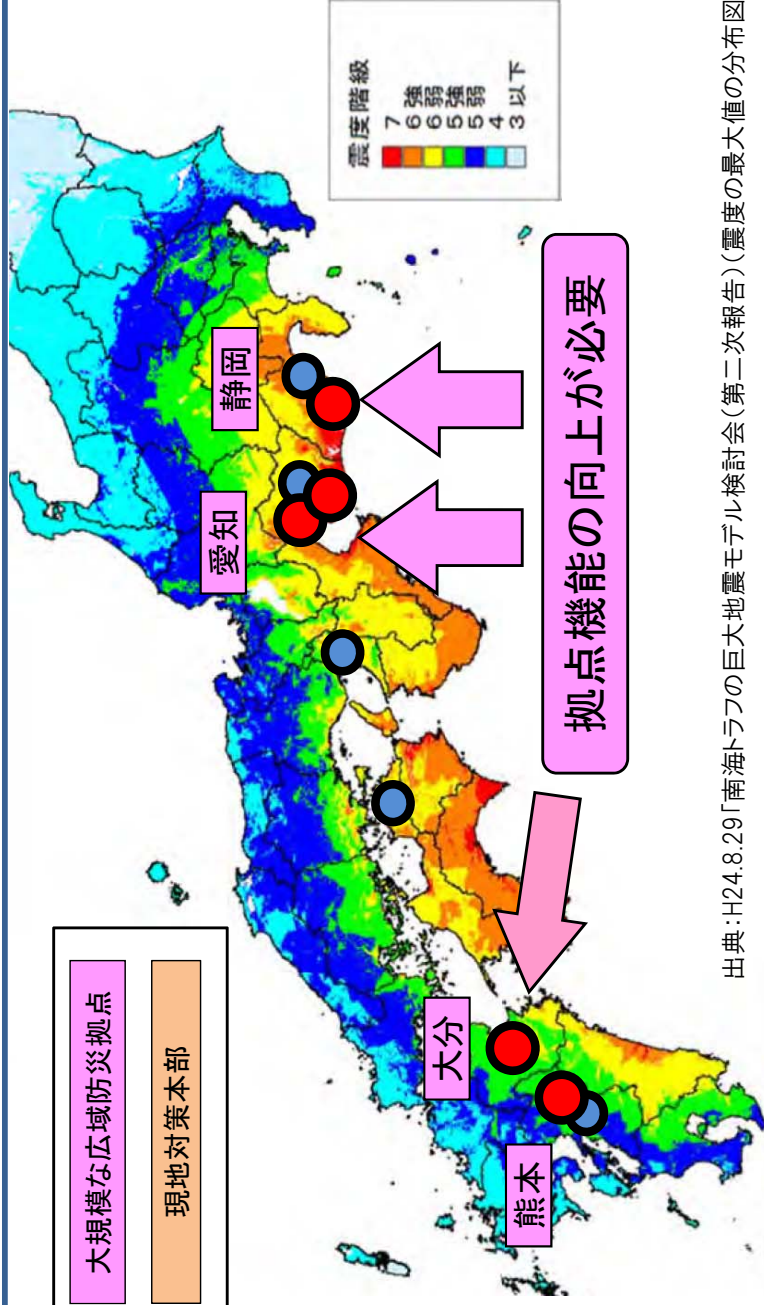 大規模な広域防災拠点
現地対策本部
熊本
大分
愛知
静岡
拠点機能の向上が必要
震度階級
7
6強
6弱
5強
5弱
4
3以下
出典：H24.8.29「南海トラフの巨大地震モデル検討会（第二次報告）（震度の最大値の分布図